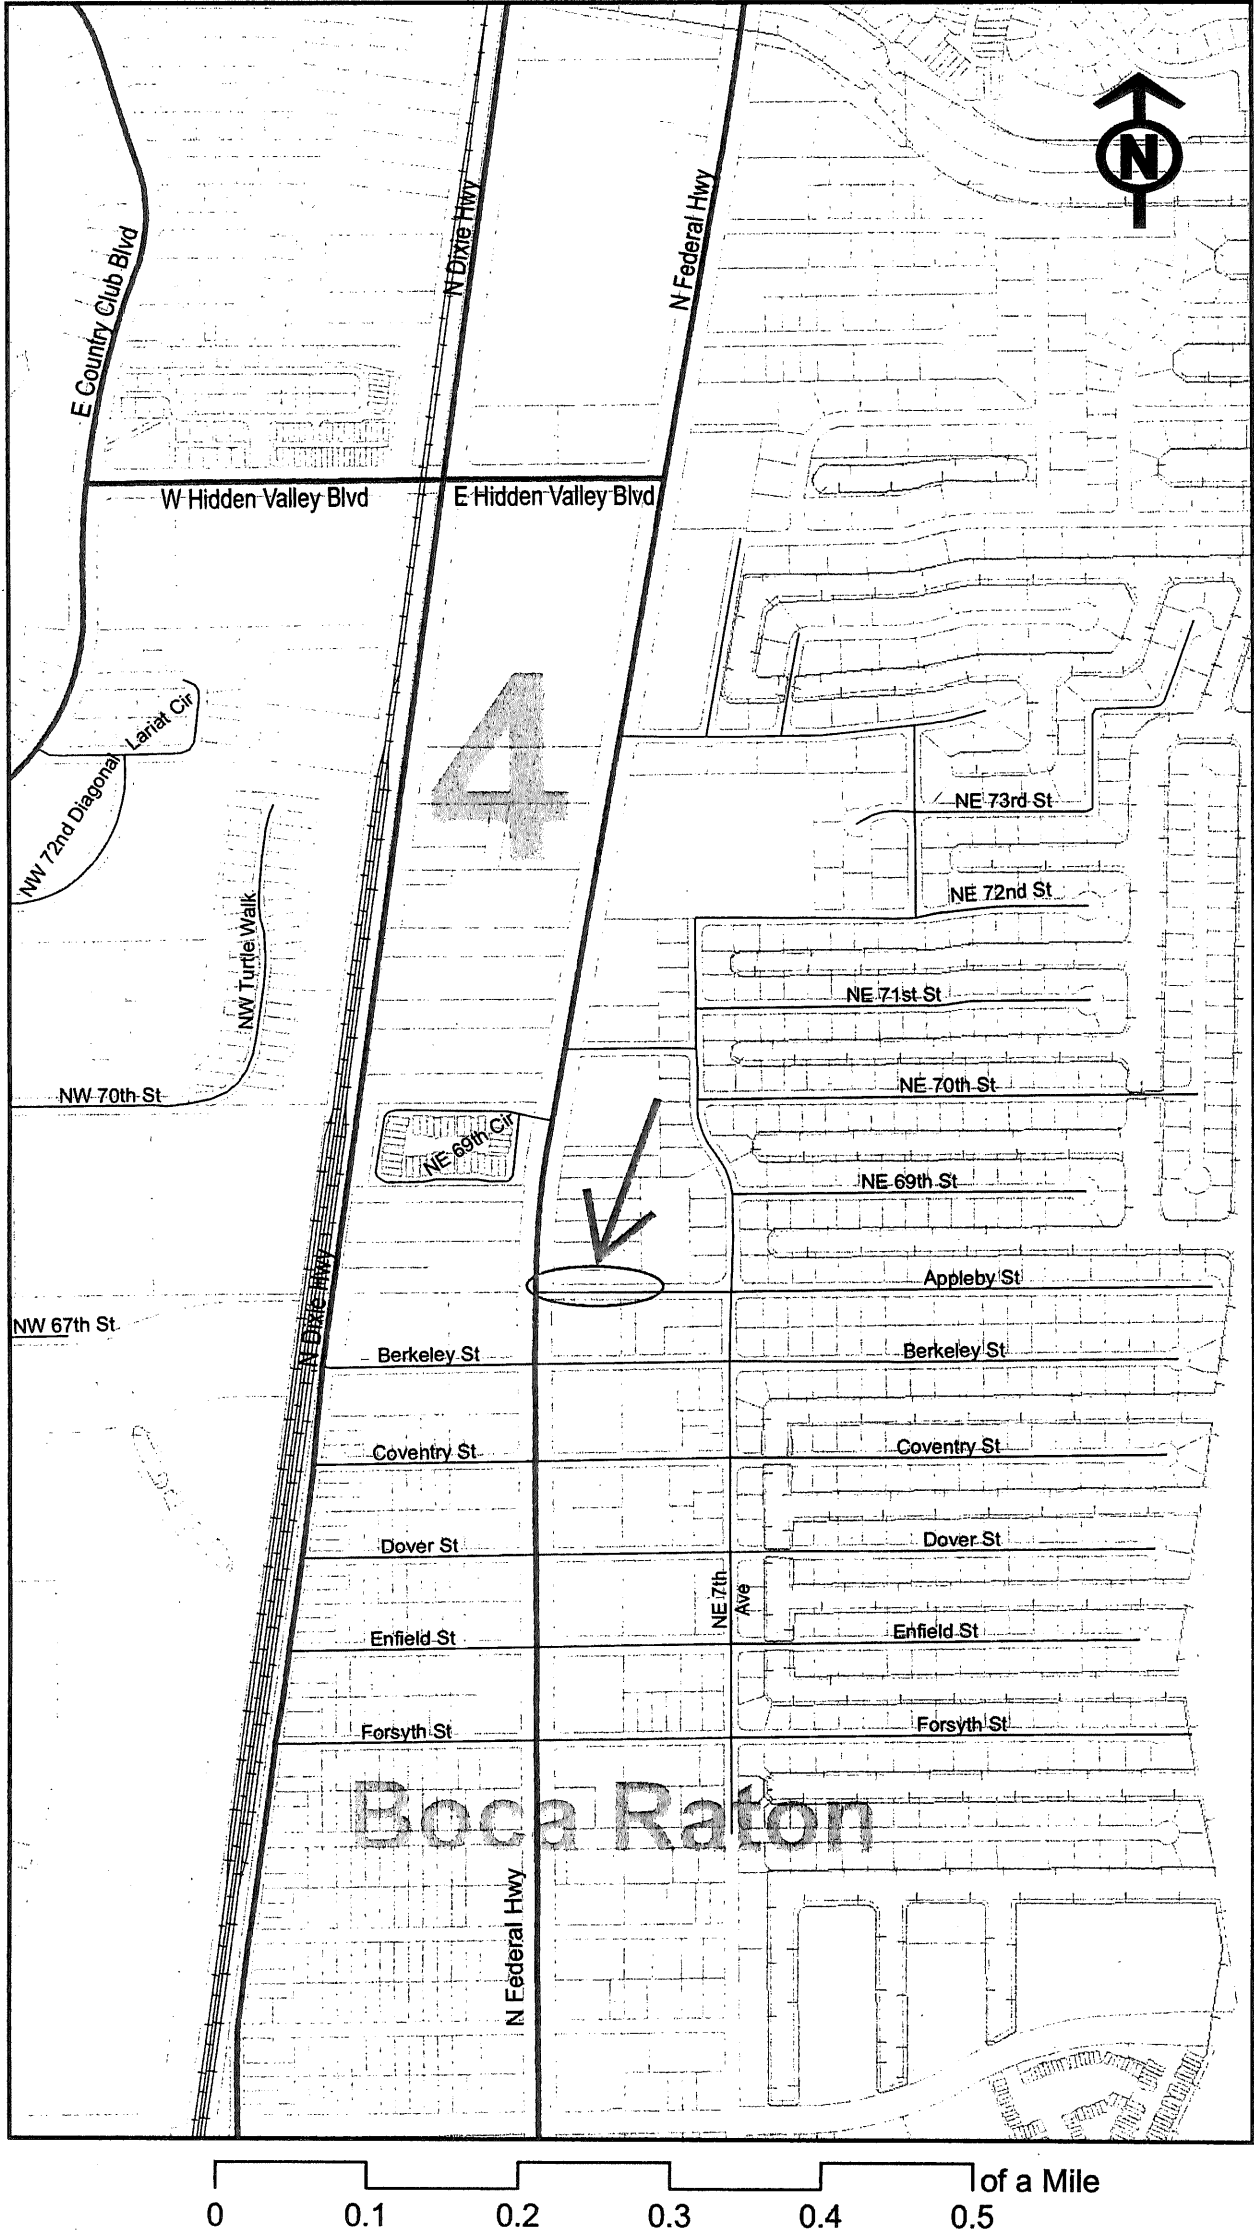 N
N Dixie Hwy
N Federal Hwy
E Country Club Blvd
W Hidden Valley Blvd
E Hidden Valley Blvd
4
Lariat Cir
NW 72nd Diagonal
NE 73rd St
NE 72nd St
NW Turtle Walk
NE 71st St
NW 70th St
NE 70th St
NE 69th Cir
NE 69th St
Appleby St
N Dixie Hwy
NW 67th St
Berkeley St
Berkeley St
Coventry St
Coventry St
Dover St
Dover St
NE 7th
Ave
Enfield St
Enfield St
Forsyth St
Forsyth St
Boca Raton
N Federal Hwy
of a Mile
0 0.1 0.2 0.3 0.4 0.5